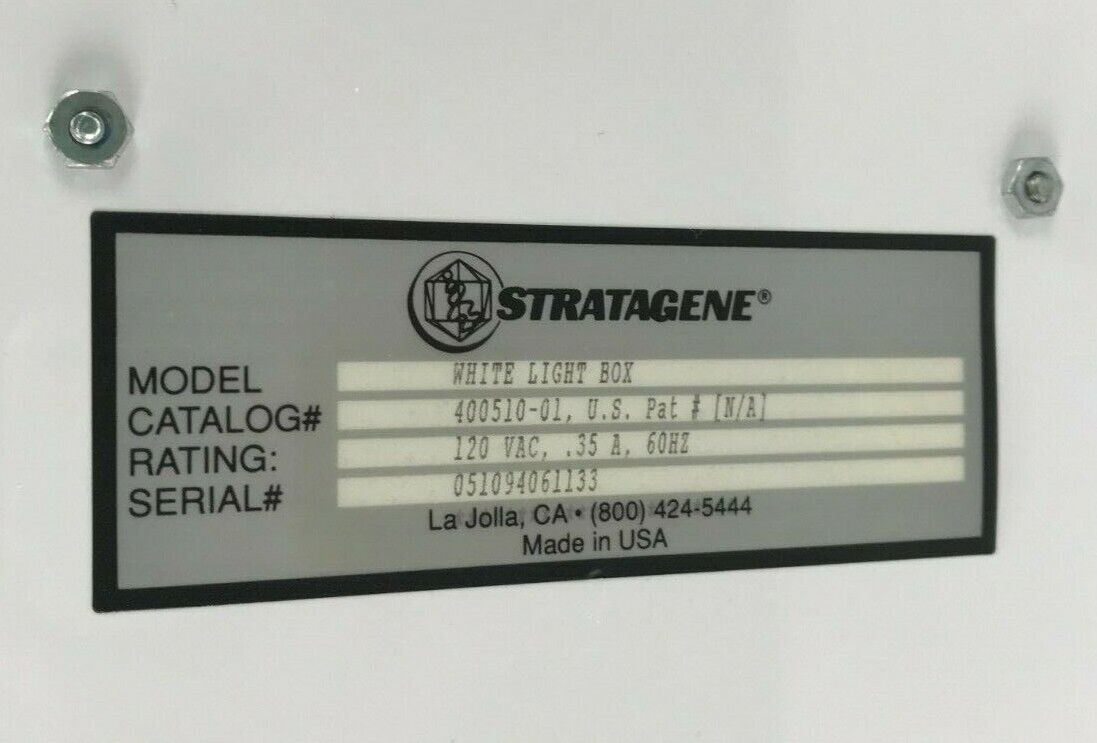 STRATAGENE®
MODEL WHITE LIGHT BOX
CATALOG# 400510-01, U.S. Pat # [N/A]
RATING: 120 VAC, .35 A, 60HZ
SERIAL# 051094061133
La Jolla, CA • (800) 424-5444
Made in USA